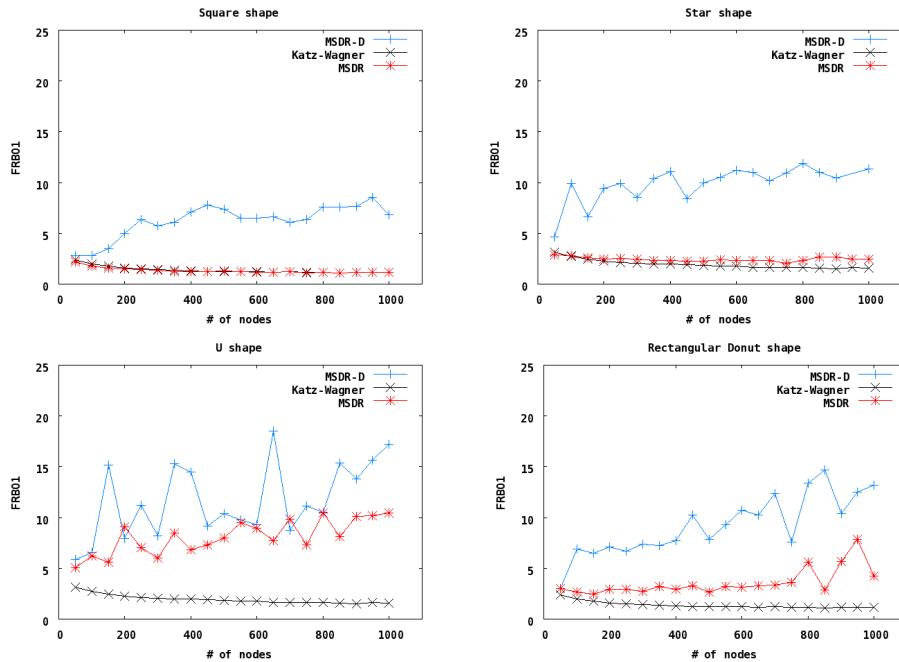 Square shape
25
20
15
10
5
0
FRBO1
MSDR-D
Katz-Wagner
MSDR
0 200 400 600 800 1000
# of nodes
Star shape
25
20
15
10
5
0
FRBO1
MSDR-D
Katz-Wagner
MSDR
0 200 400 600 800 1000
# of nodes
U shape
25
20
15
10
5
0
FRBO1
MSDR-D
Katz-Wagner
MSDR
0 200 400 600 800 1000
# of nodes
Rectangular Donut shape
25
20
15
10
5
0
FRBO1
MSDR-D
Katz-Wagner
MSDR
0 200 400 600 800 1000
# of nodes